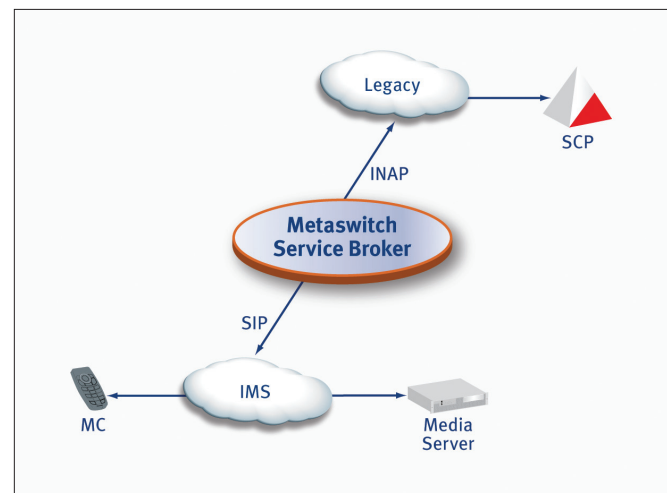 Legacy
SCP
INAP
Metaswitch
Service Broker
SIP
IMS
MC
Media
Server